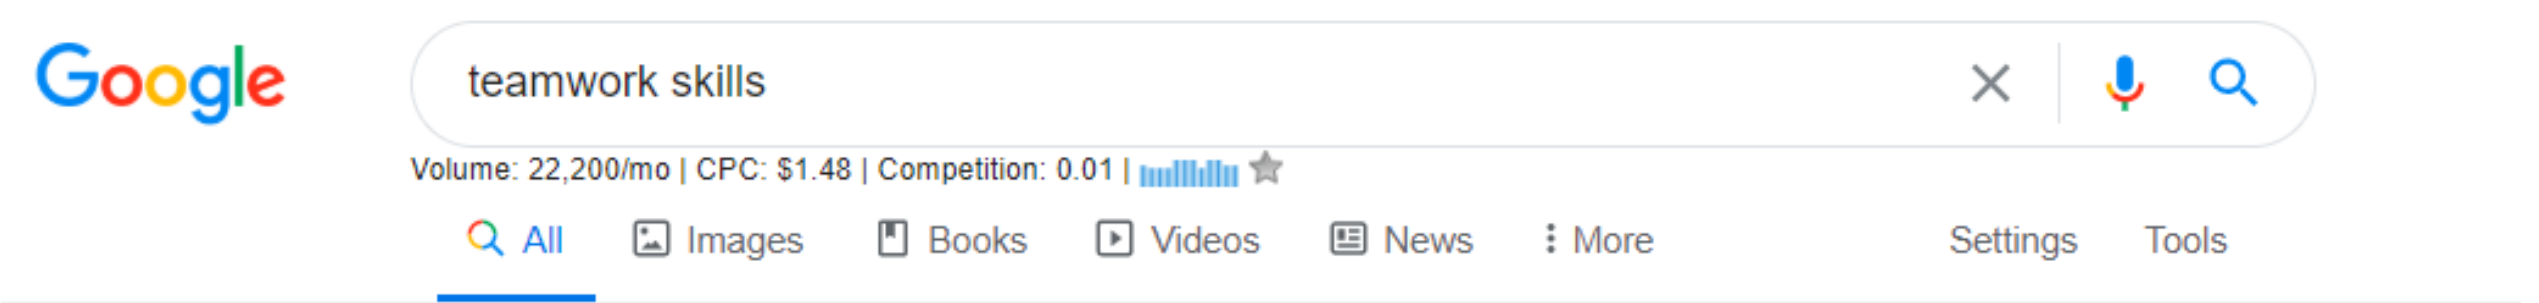 Google teamwork skills
Volume: 22,200/mo | CPC: $1.48 | Competition: 0.01 |
All Images Books Videos News More Settings Tools